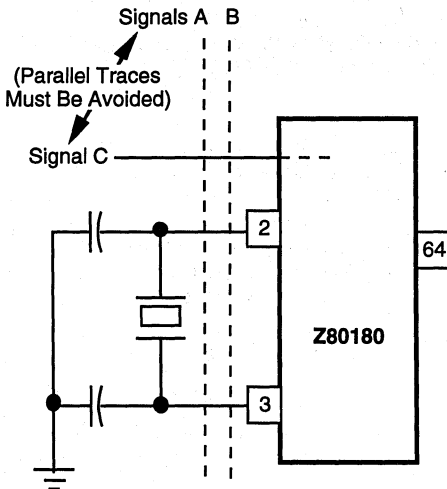 Signals A B
(Parallel Traces
Must Be Avoided)
Signal C
2
64
Z80180
3